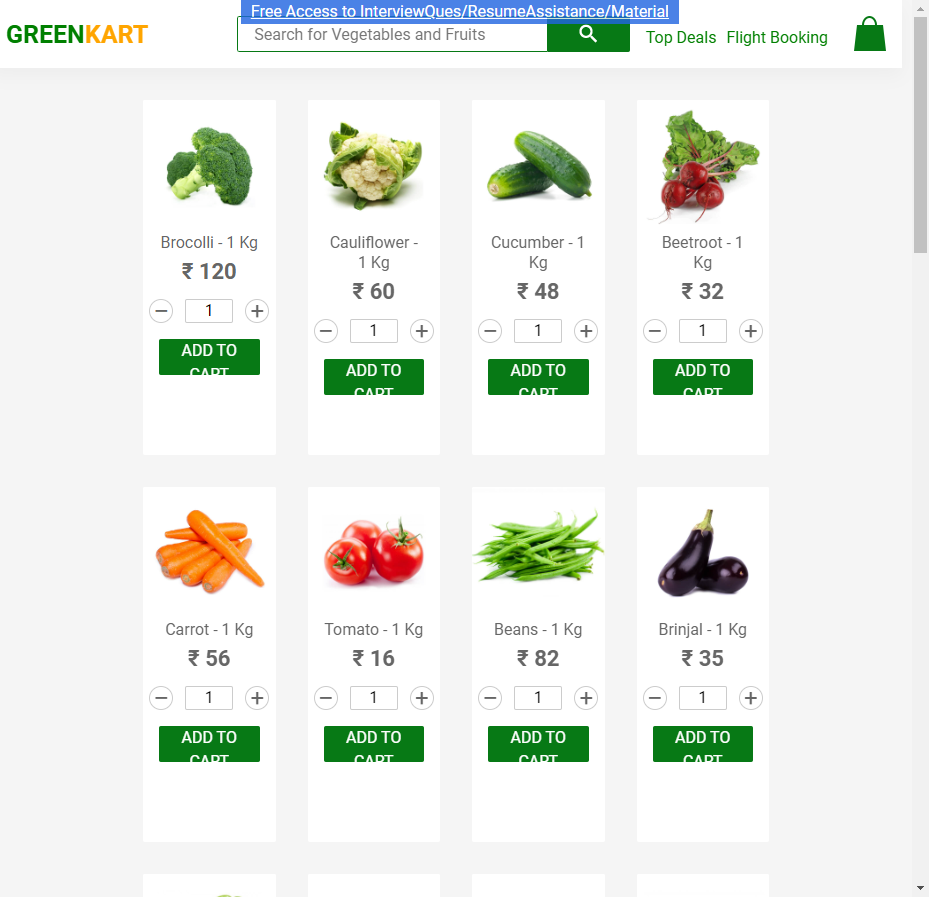 Free Access to InterviewQues/ResumeAssistance/Material
GREENKART
Search for Vegetables and Fruits
Top Deals Flight Booking
Brocolli - 1 Kg
₹ 120
1
ADD TO
CART
Cauliflower -
1 Kg
₹ 60
1
ADD TO
CART
Cucumber - 1
Kg
₹ 48
1
ADD TO
CART
Beetroot - 1
Kg
₹ 32
1
ADD TO
CART
Carrot - 1 Kg
₹ 56
1
ADD TO
CART
Tomato - 1 Kg
₹ 16
1
ADD TO
CART
Beans - 1 Kg
₹ 82
1
ADD TO
CART
Brinjal - 1 Kg
₹ 35
1
ADD TO
CART